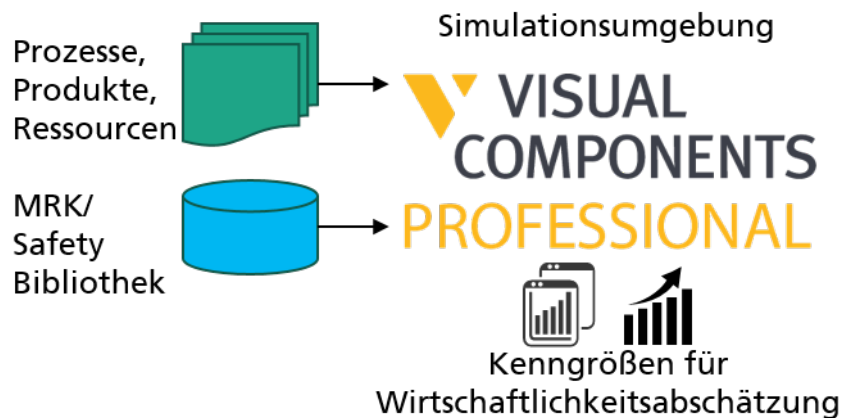 Prozesse,
Produkte,
Ressourcen
MRK/
Safety
Bibliothek
Simulationsumgebung
VISUAL
COMPONENTS
PROFESSIONAL
Kenngrößen für
Wirtschaftlichkeitsabschätzung